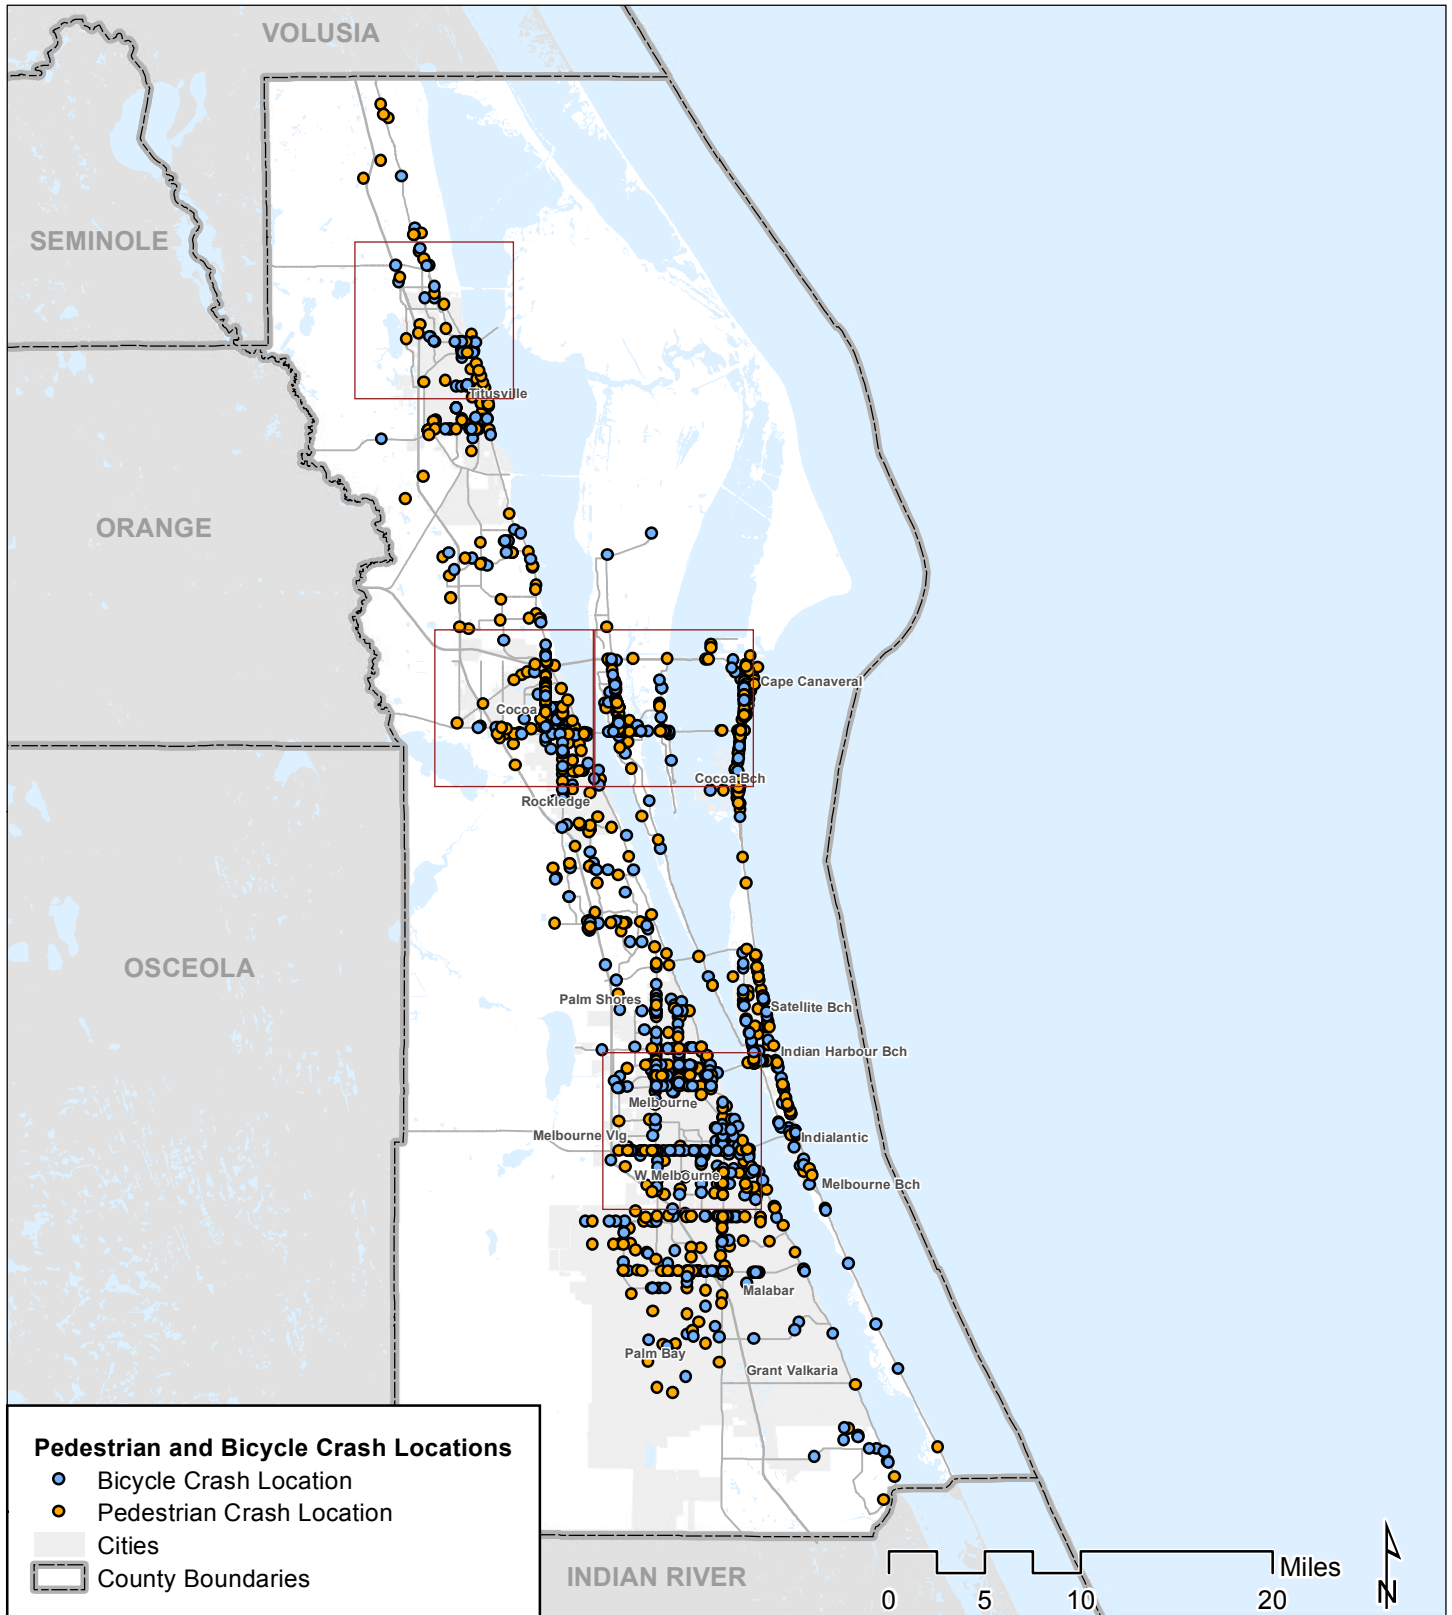 VOLUSIA
SEMINOLE
Titusville
ORANGE
Cape Canaveral
Cocoa
Cocoa Bch
Rockledge
OSCEOLA
Palm Shores
Satellite Bch
Indian Harbour Bch
Melbourne
Melbourne Vlg
Indialantic
W Melbourne
Melbourne Bch
Malabar
Palm Bay
Grant Valkaria
Pedestrian and Bicycle Crash Locations
Bicycle Crash Location
Pedestrian Crash Location
Cities
County Boundaries
INDIAN RIVER
Miles
0 5 10 20
N